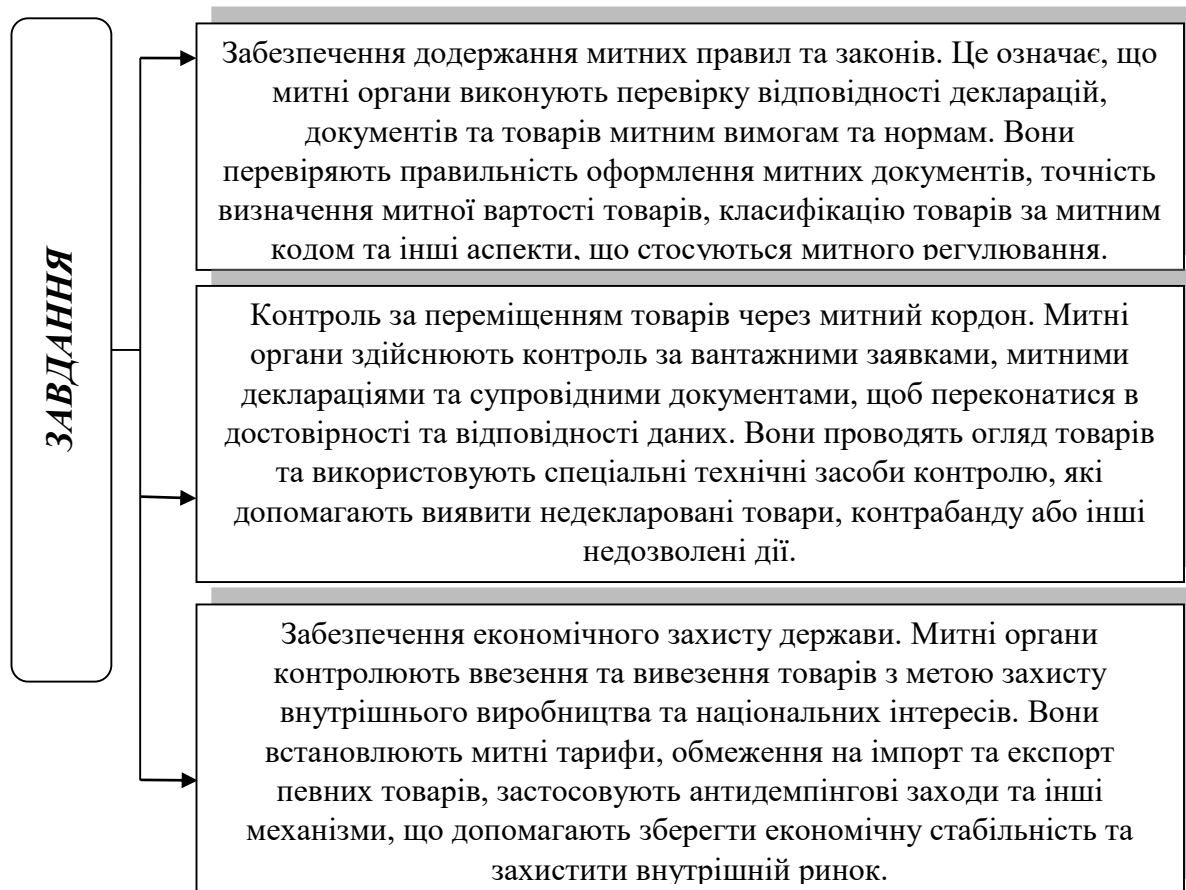 ЗАВДАННЯ
Забезпечення додержання митних правил та законів. Це означає, що
митні органи виконують перевірку відповідності декларацій,
документів та товарів митним вимогам та нормам. Вони
перевіряють правильність оформлення митних документів, точність
визначення митної вартості товарів, класифікацію товарів за митним
кодом та інші аспекти, що стосуються митного регулювання.
Контроль за переміщенням товарів через митний кордон. Митні
органи здійснюють контроль за вантажними заявками, митними
деклараціями та супровідними документами, щоб переконатися в
достовірності та відповідності даних. Вони проводять огляд товарів
та використовують спеціальні технічні засоби контролю, які
допомагають виявити недекларовані товари, контрабанду або інші
недозволені дії.
Забезпечення економічного захисту держави. Митні органи
контролюють ввезення та вивезення товарів з метою захисту
внутрішнього виробництва та національних інтересів. Вони
встановлюють митні тарифи, обмеження на імпорт та експорт
певних товарів, застосовують антидемпінгові заходи та інші
механізми, що допомагають зберегти економічну стабільність та
захистити внутрішній ринок.